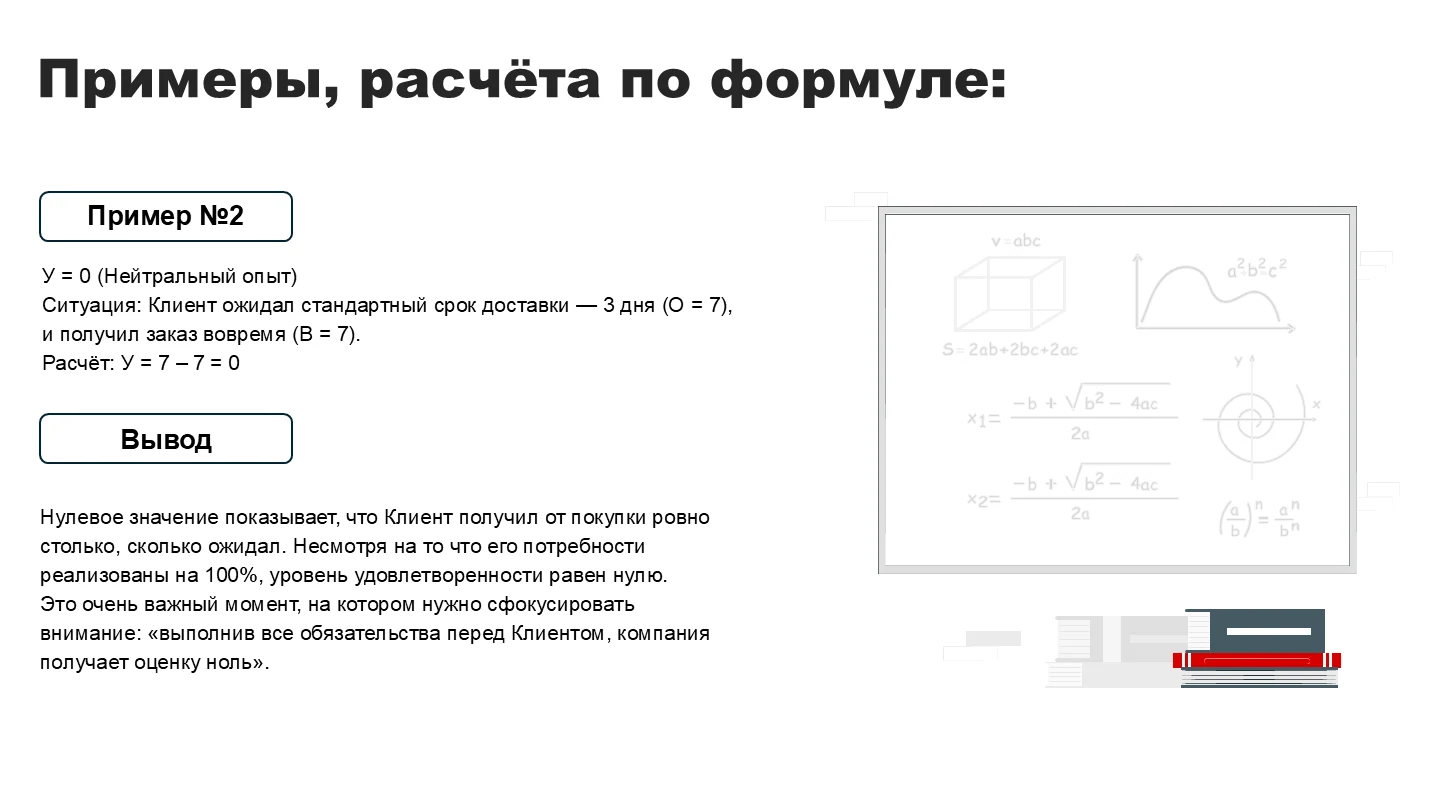 Примеры, расчёта по формуле:
Пример №2
У = 0 (Нейтральный опыт)
Ситуация: Клиент ожидал стандартный срок доставки — 3 дня (О = 7),
и получил заказ вовремя (В = 7).
Расчёт: У = 7 – 7 = 0
Вывод
Нулевое значение показывает, что Клиент получил от покупки ровно
столько, сколько ожидал. Несмотря на то что его потребности
реализованы на 100%, уровень удовлетворенности равен нулю.
Это очень важный момент, на котором нужно сфокусировать
внимание: «выполнив все обязательства перед Клиентом, компания
получает оценку ноль».
v = abc
a²=b²=c²
S = 2ab+2bc+2ac
y
x
x₁= −b + √b² − 4ac
2a
x₂= −b + √b² − 4ac
2a
(a/b)ⁿ = aⁿ/bⁿ